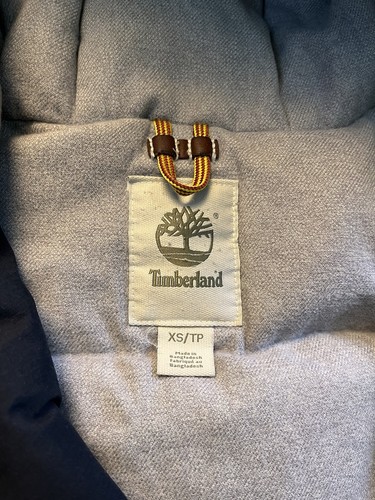 ®
Timberland
XS/TP
Made in
Bangladesh
Fabriqué au
Bangladesh